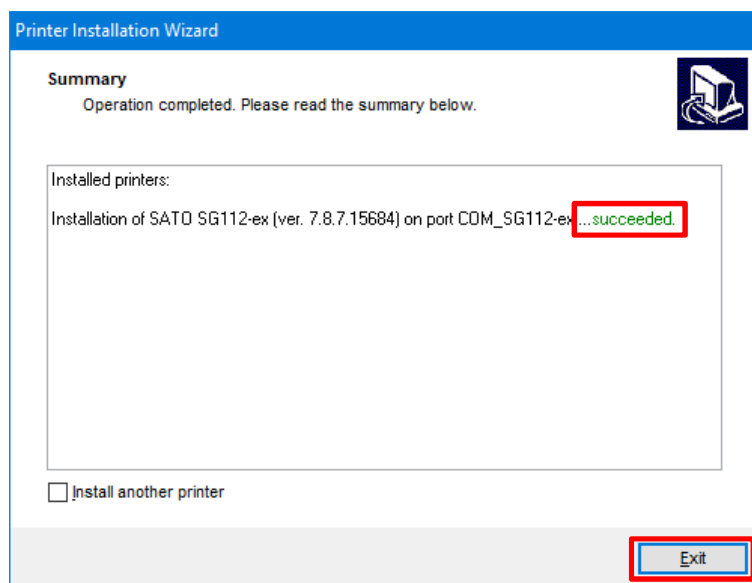 Printer Installation Wizard
Summary
Operation completed. Please read the summary below.
Installed printers:
Installation of SATO SG112-ex (ver. 7.8.7.15684) on port COM_SG112-ex ...succeeded.
Install another printer
Exit